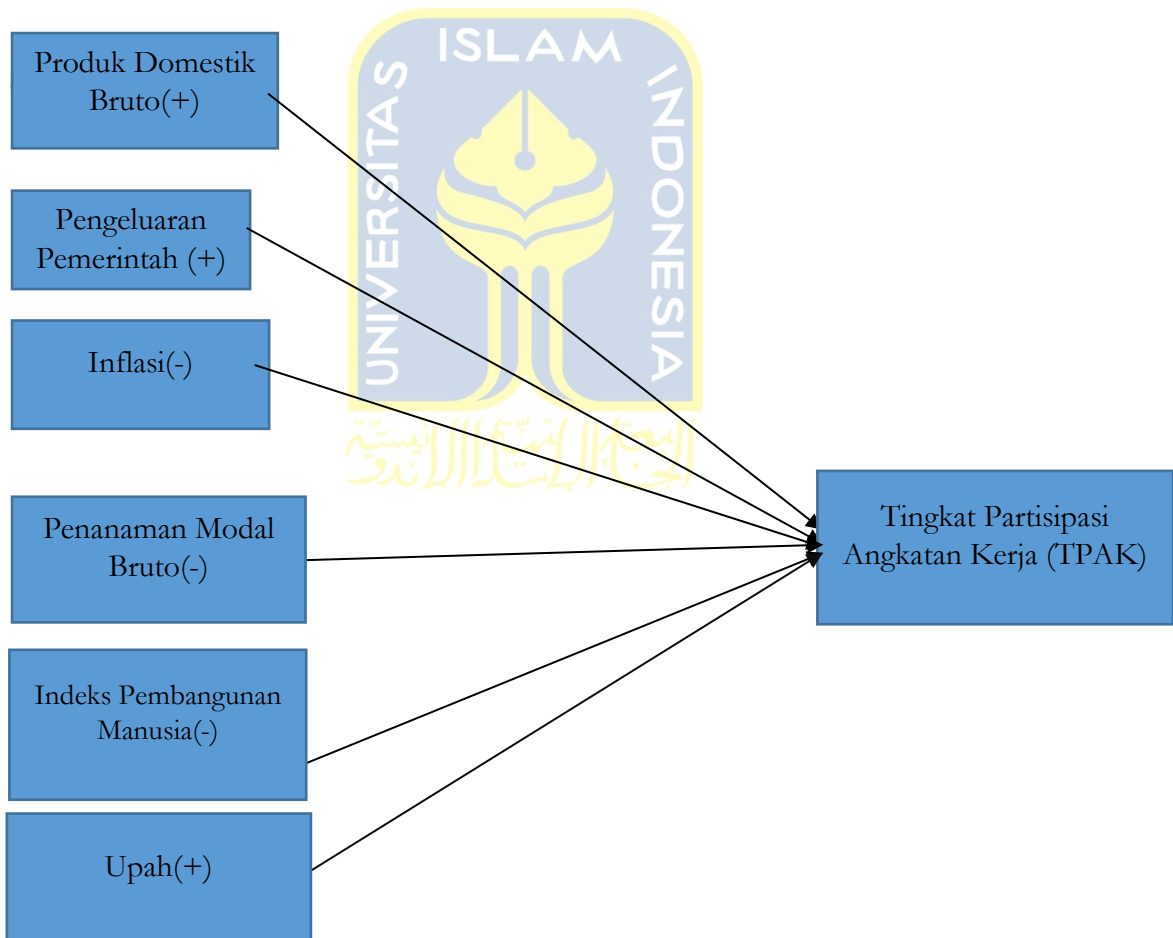 Produk Domestik
Bruto(+)
Pengeluaran
Pemerintah (+)
Inflasi(-)
Penanaman Modal
Bruto(-)
Indeks Pembangunan
Manusia(-)
Upah(+)
Tingkat Partisipasi
Angkatan Kerja (TPAK)
UNIVERSITAS
ISLAM
INDONESIA